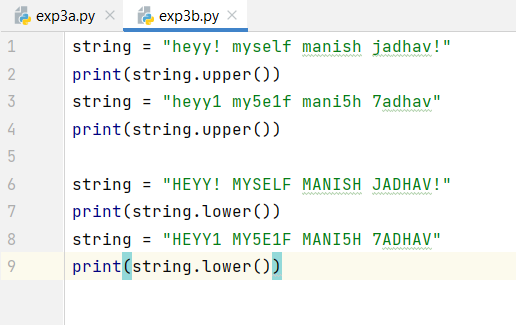 exp3a.py exp3b.py
1 string = "heyy! myself manish jadhav!"
2 print(string.upper())
3 string = "heyy1 my5e1f mani5h 7adhav"
4 print(string.upper())
5
6 string = "HEYY! MYSELF MANISH JADHAV!"
7 print(string.lower())
8 string = "HEYY1 MY5E1F MANI5H 7ADHAV"
9 print(string.lower())